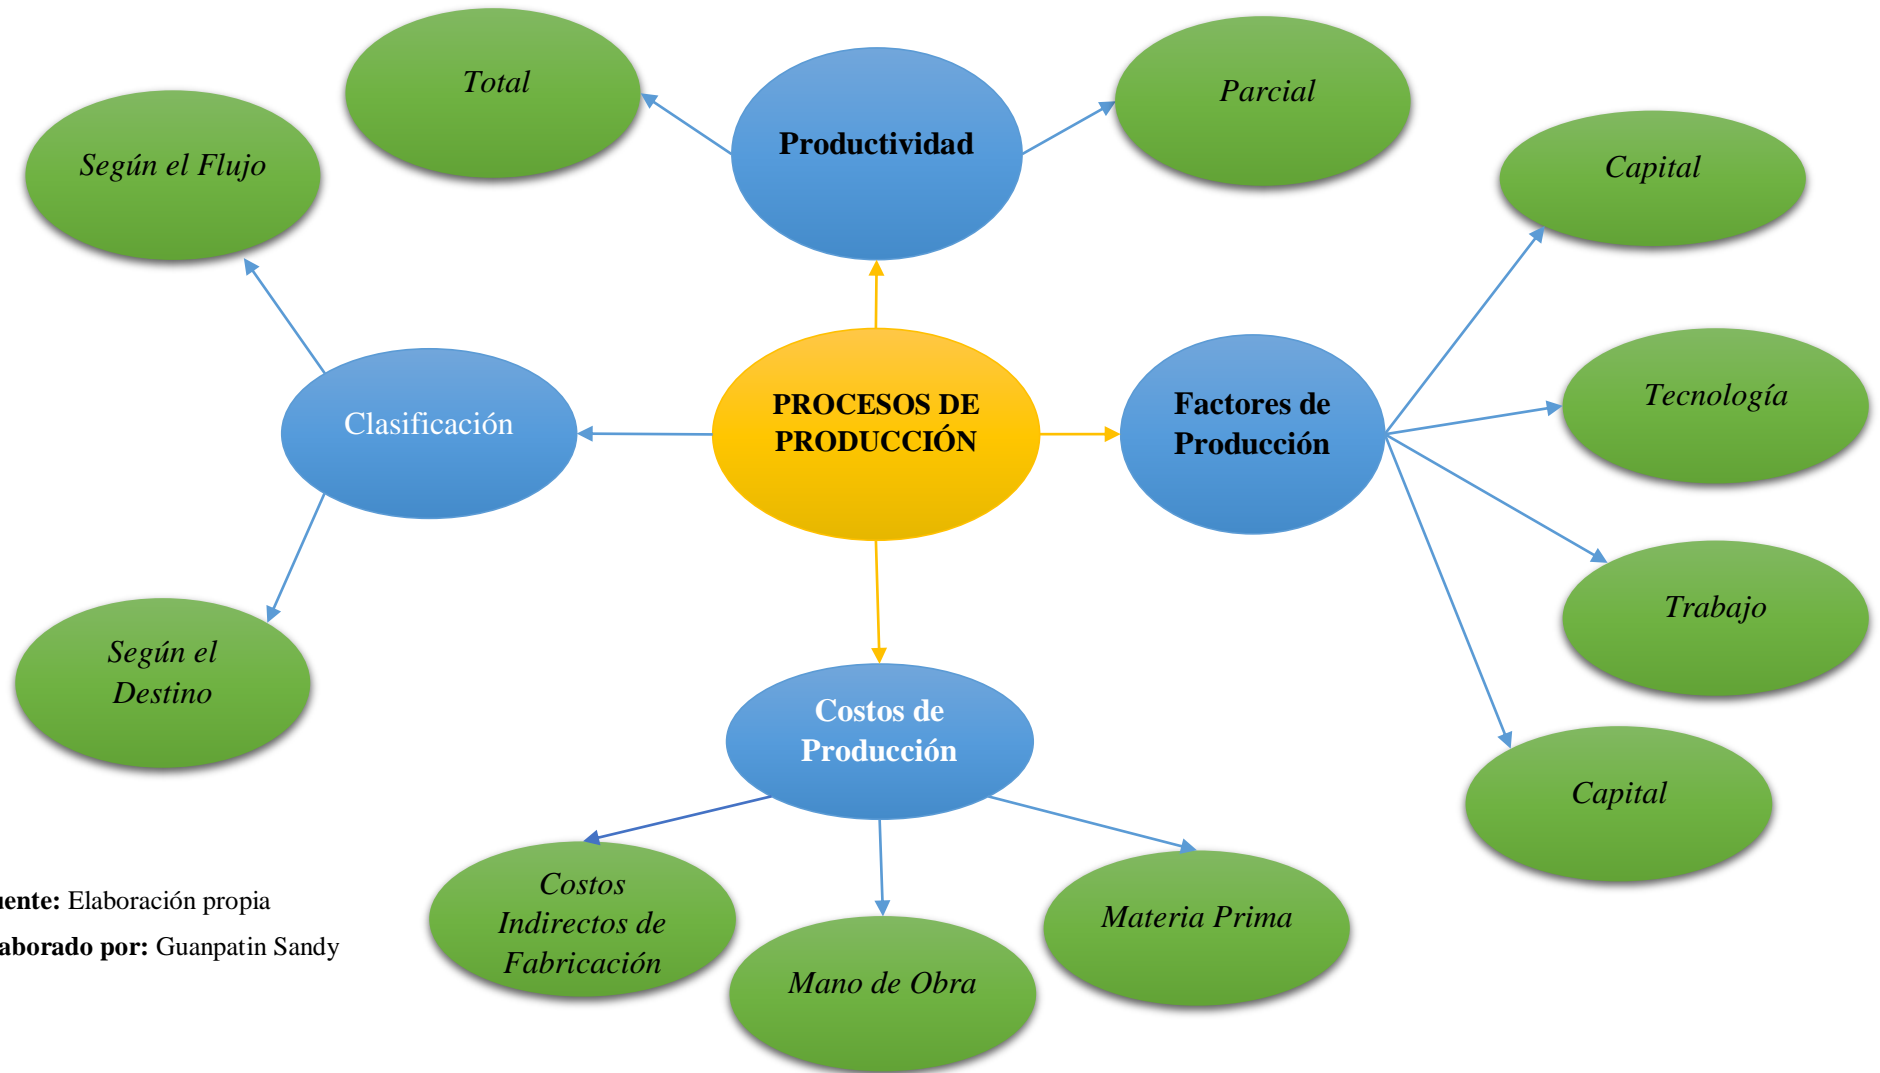 Total
Parcial
Productividad
Según el Flujo
Capital
Clasificación
PROCESOS DE
PRODUCCIÓN
Factores de
Producción
Tecnología
Trabajo
Según el
Destino
Costos de
Producción
Capital
Costos
Indirectos de
Fabricación
Mano de Obra
Materia Prima
uente: Elaboración propia
aborado por: Guanpatin Sandy